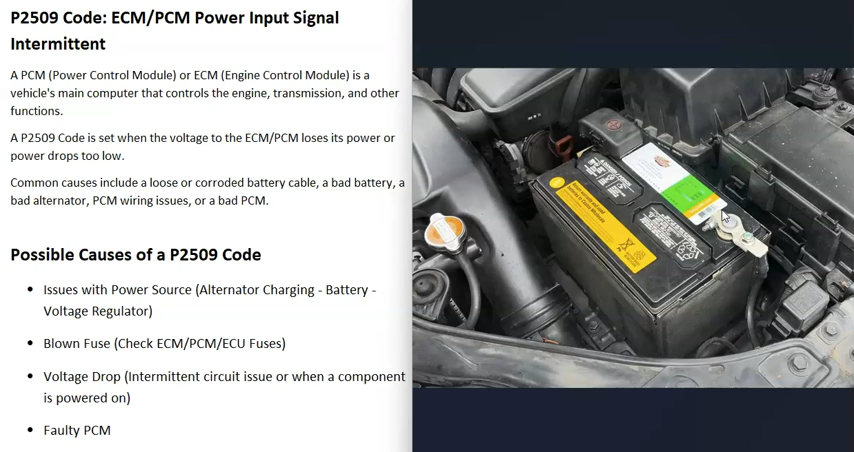 P2509 Code: ECM/PCM Power Input Signal
Intermittent
A PCM (Power Control Module) or ECM (Engine Control Module) is a
vehicle's main computer that controls the engine, transmission, and other
functions.
A P2509 Code is set when the voltage to the ECM/PCM loses its power or
power drops too low.
Common causes include a loose or corroded battery cable, a bad battery, a
bad alternator, PCM wiring issues, or a bad PCM.
Possible Causes of a P2509 Code
• Issues with Power Source (Alternator Charging - Battery -
Voltage Regulator)
• Blown Fuse (Check ECM/PCM/ECU Fuses)
• Voltage Drop (Intermittent circuit issue or when a component
is powered on)
• Faulty PCM